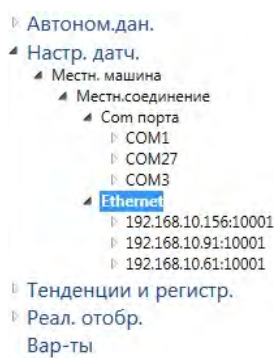 Автоном.дан.
Настр. датч.
Местн. машина
Местн.соединение
Com порта
COM1
COM27
COM3
Ethernet
192.168.10.156:10001
192.168.10.91:10001
192.168.10.61:10001
Тенденции и регистр.
Реал. отобр.
Вар-ты